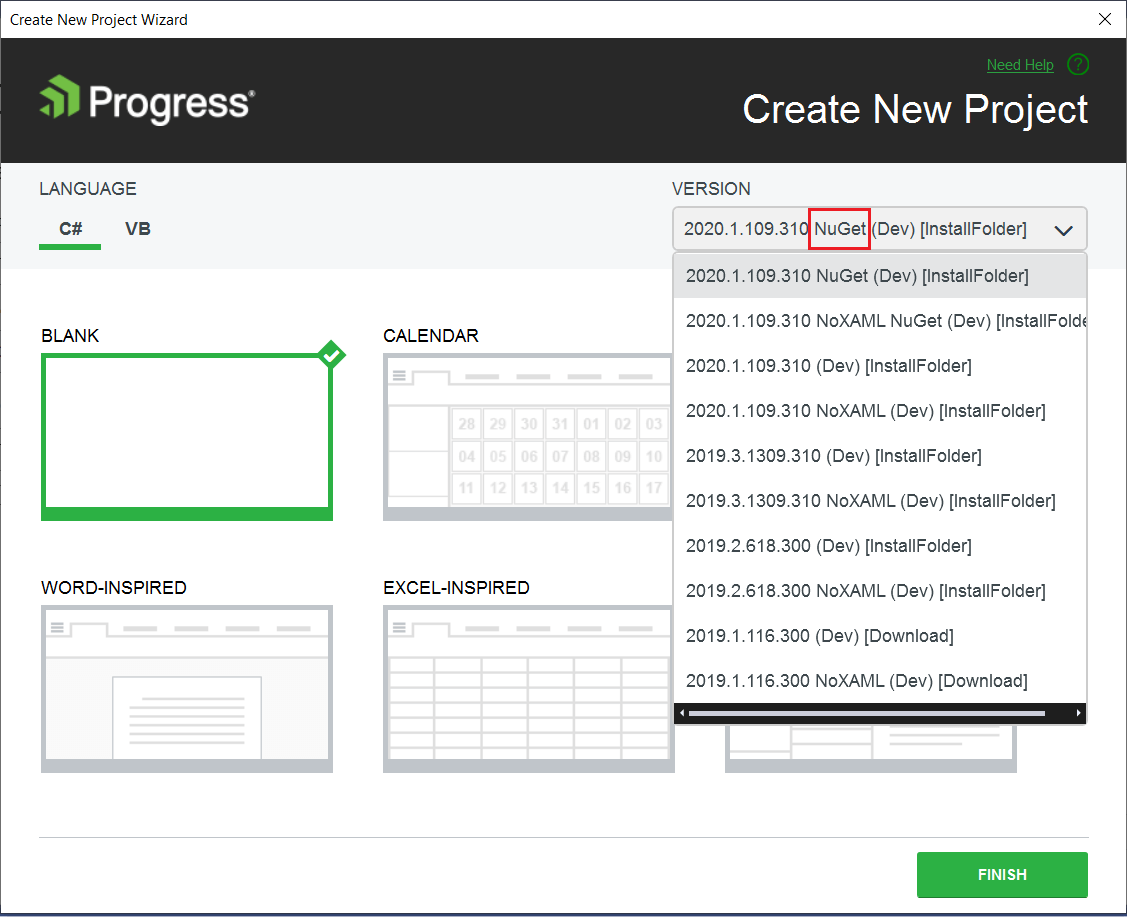 Create New Project Wizard
Need Help ?
Progress®
Create New Project
LANGUAGE
VERSION
C# VB
2020.1.109.310 NuGet (Dev) [InstallFolder]
2020.1.109.310 NuGet (Dev) [InstallFolder]
2020.1.109.310 NoXAML NuGet (Dev) [InstallFolde
2020.1.109.310 (Dev) [InstallFolder]
2020.1.109.310 NoXAML (Dev) [InstallFolder]
2019.3.1309.310 (Dev) [InstallFolder]
2019.3.1309.310 NoXAML (Dev) [InstallFolder]
2019.2.618.300 (Dev) [InstallFolder]
2019.2.618.300 NoXAML (Dev) [InstallFolder]
2019.1.116.300 (Dev) [Download]
2019.1.116.300 NoXAML (Dev) [Download]
BLANK
CALENDAR
28 29 30 31 01 02 03
04 05 06 07 08 09 10
11 12 13 14 15 16 17
WORD-INSPIRED
EXCEL-INSPIRED
FINISH